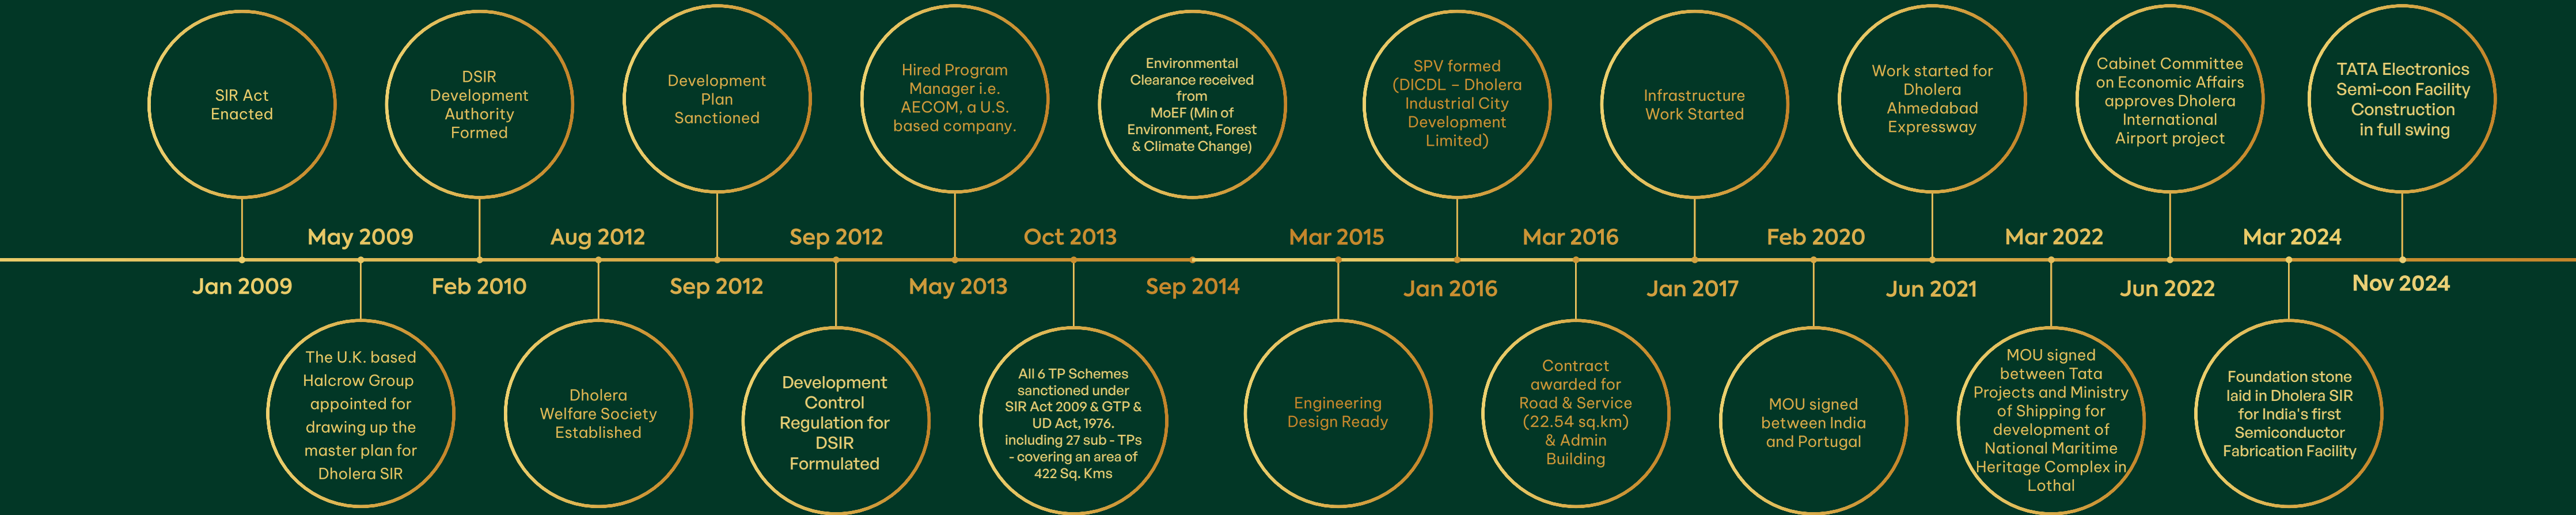 SIR Act
Enacted
DSIR
Development
Authority
Formed
Development
Plan
Sanctioned
Hired Program
Manager i.e.
AECOM, a U.S.
based company.
Environmental
Clearance received
from
MoEF (Min of
Environment, Forest
& Climate Change)
SPV formed
(DICDL – Dholera
Industrial City
Development
Limited)
Infrastructure
Work Started
Work started for
Dholera
Ahmedabad
Expressway
Cabinet Committee
on Economic Affairs
approves Dholera
International
Airport project
TATA Electronics
Semi-con Facility
Construction
in full swing
May 2009
Aug 2012
Sep 2012
Oct 2013
Mar 2015
Mar 2016
Feb 2020
Mar 2022
Mar 2024
Jan 2009
Feb 2010
Sep 2012
May 2013
Sep 2014
Jan 2016
Jan 2017
Jun 2021
Jun 2022
Nov 2024
The U.K. based
Halcrow Group
appointed for
drawing up the
master plan for
Dholera SIR
Dholera
Welfare Society
Established
Development
Control
Regulation for
DSIR
Formulated
All 6 TP Schemes
sanctioned under
SIR Act 2009 & GTP &
UD Act, 1976.
including 27 sub - TPs
- covering an area of
422 Sq. Kms
Engineering
Design Ready
Contract
awarded for
Road & Service
(22.54 sq.km)
& Admin
Building
MOU signed
between India
and Portugal
MOU signed
between Tata
Projects and Ministry
of Shipping for
development of
National Maritime
Heritage Complex in
Lothal
Foundation stone
laid in Dholera SIR
for India's first
Semiconductor
Fabrication Facility